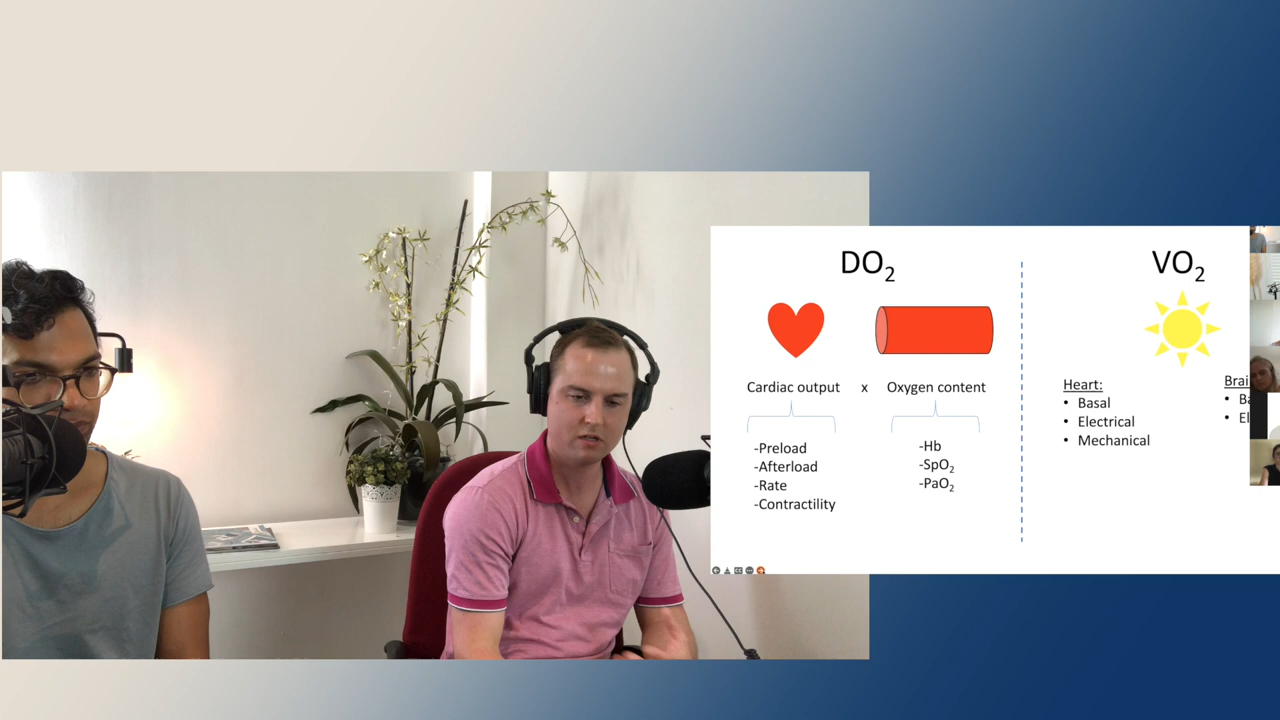 DO₂
Cardiac output x Oxygen content
-Preload
-Afterload
-Rate
-Contractility
-Hb
-SpO₂
-PaO₂
VO₂
Heart:
• Basal
• Electrical
• Mechanical